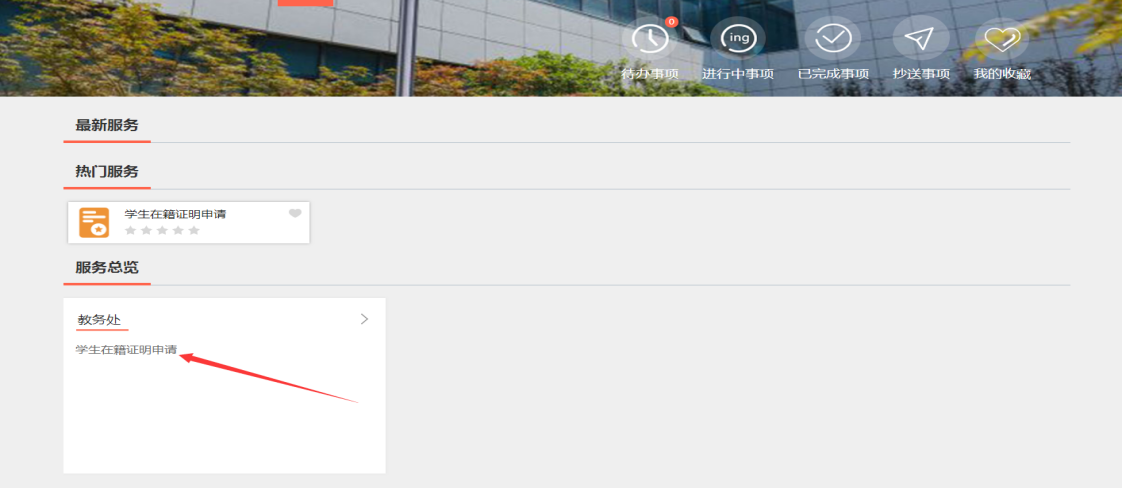 0
ing
待办事项 进行中事项 已完成事项 抄送事项 我的收藏
最新服务
热门服务
学生在籍证明申请
服务总览
教务处
学生在籍证明申请